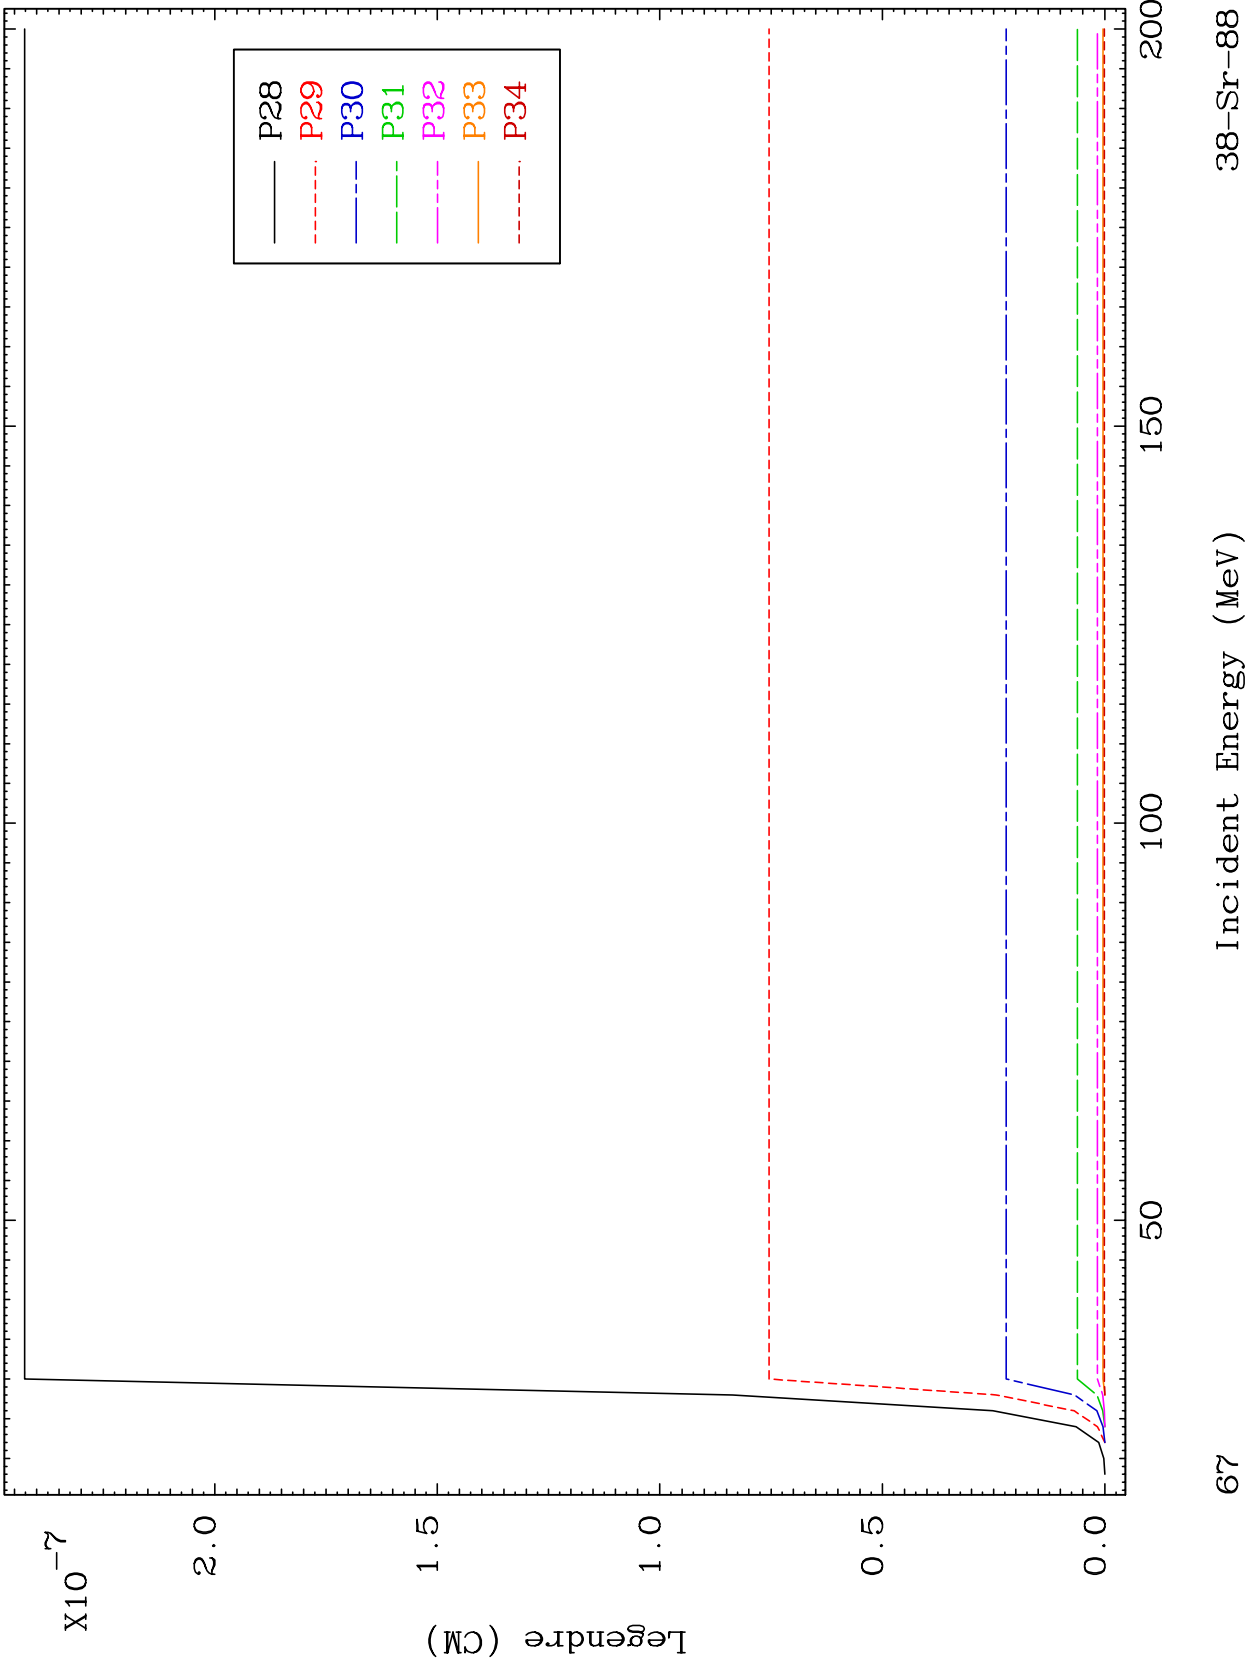 X10-7
2.0
1.5
1.0
0.5
0.0
Legendre (CM)
P28
P29
P30
P31
P32
P33
P34
50
100
150
200
Incident Energy (MeV)
67
38-Sr-88